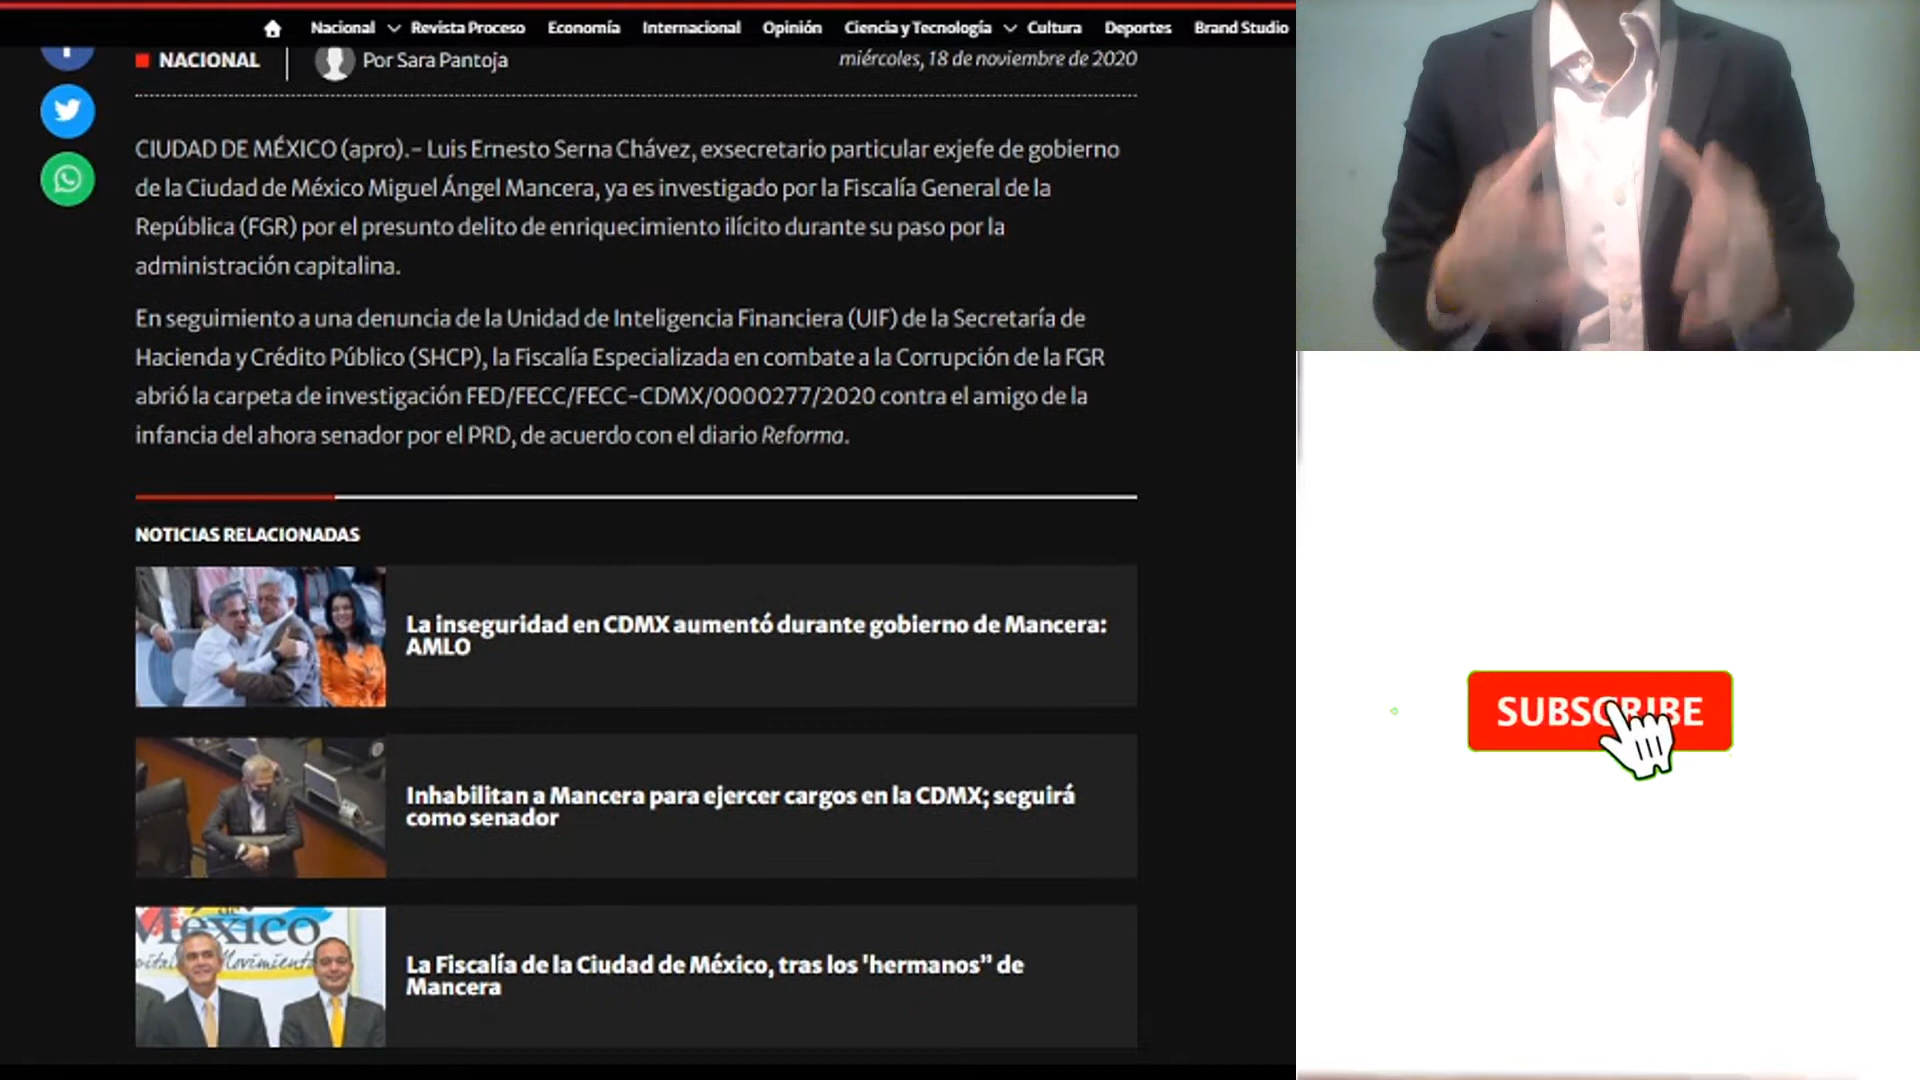 Nacional Revista Proceso Economía Internacional Opinión Ciencia y Tecnología Cultura Deportes Brand Studio
NACIONAL Por Sara Pantoja miércoles, 18 de noviembre de 2020
CIUDAD DE MÉXICO (apro).- Luis Ernesto Serna Chávez, exsecretario particular exjefe de gobierno
de la Ciudad de México Miguel Ángel Mancera, ya es investigado por la Fiscalía General de la
República (FGR) por el presunto delito de enriquecimiento ilícito durante su paso por la
administración capitalina.
En seguimiento a una denuncia de la Unidad de Inteligencia Financiera (UIF) de la Secretaría de
Hacienda y Crédito Público (SHCP), la Fiscalía Especializada en combate a la Corrupción de la FGR
abrió la carpeta de investigación FED/FECC/FECC-CDMX/0000277/2020 contra el amigo de la
infancia del ahora senador por el PRD, de acuerdo con el diario Reforma.
NOTICIAS RELACIONADAS
La inseguridad en CDMX aumentó durante gobierno de Mancera:
AMLO
Inhabilitan a Mancera para ejercer cargos en la CDMX; seguirá
como senador
México
Movimiento
La Fiscalía de la Ciudad de México, tras los 'hermanos" de
Mancera
SUBSCRIBE